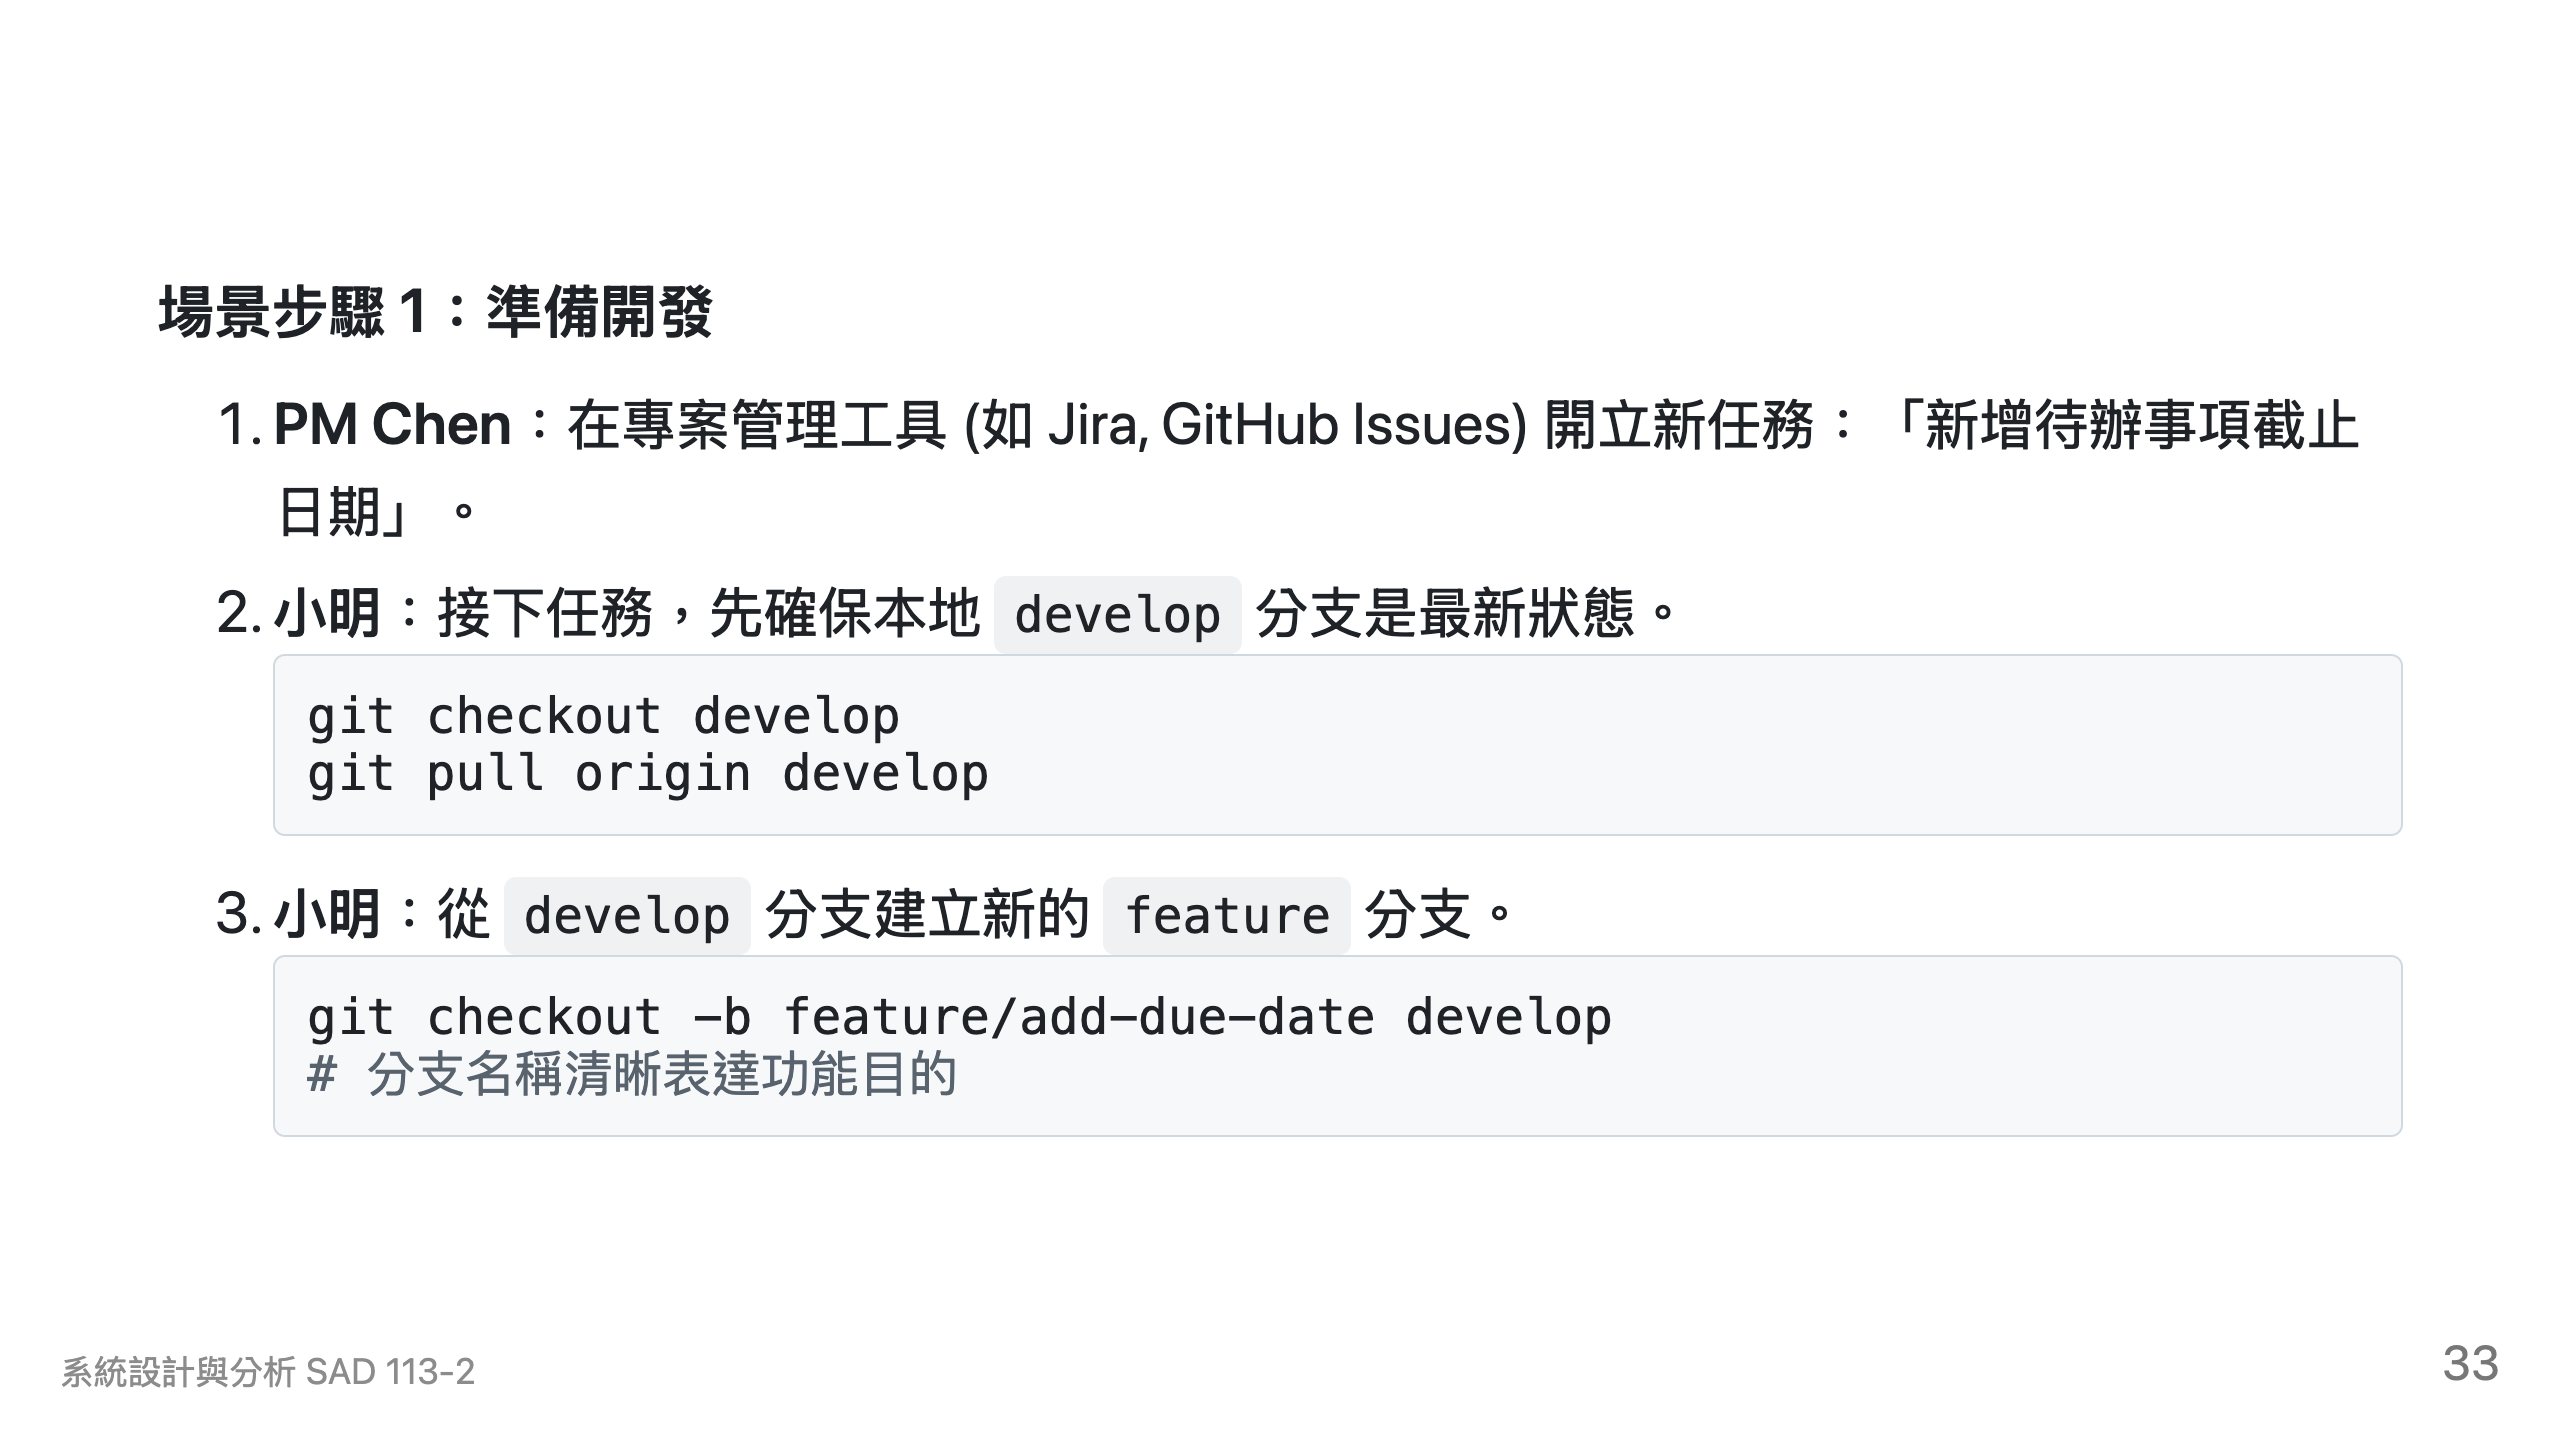 場景步驟 1：準備開發
1. PM Chen：在專案管理工具 (如 Jira, GitHub Issues) 開立新任務：「新增待辦事項截止
日期」。
2. 小明：接下任務，先確保本地 develop 分支是最新狀態。
git checkout develop
git pull origin develop
3. 小明：從 develop 分支建立新的 feature 分支。
git checkout -b feature/add-due-date develop
# 分支名稱清晰表達功能目的
系統設計與分析 SAD 113-2
33